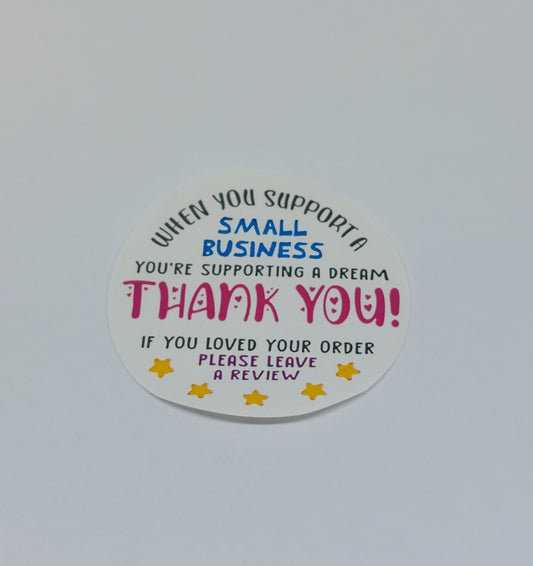 WHEN YOU SUPPORT A
SMALL
BUSINESS
YOU'RE SUPPORTING A DREAM
THANK YOU!
IF YOU LOVED YOUR ORDER
PLEASE LEAVE
A REVIEW